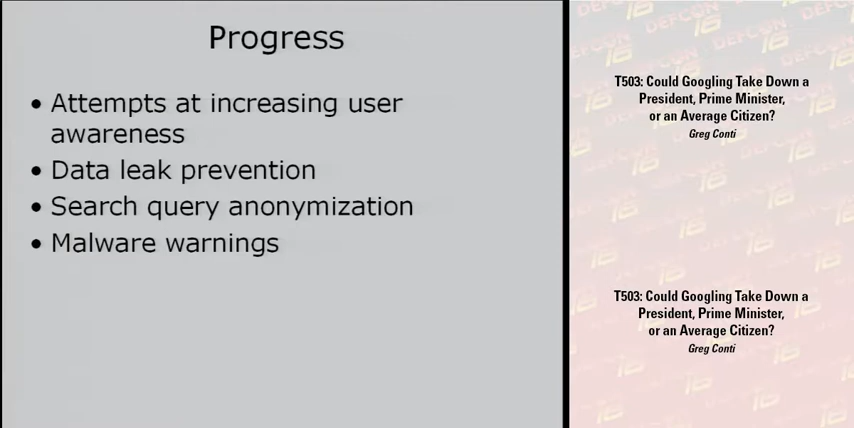 Progress
• Attempts at increasing user
awareness
• Data leak prevention
• Search query anonymization
• Malware warnings
T503: Could Googling Take Down a
President, Prime Minister,
or an Average Citizen?
Greg Conti
T503: Could Googling Take Down a
President, Prime Minister,
or an Average Citizen?
Greg Conti